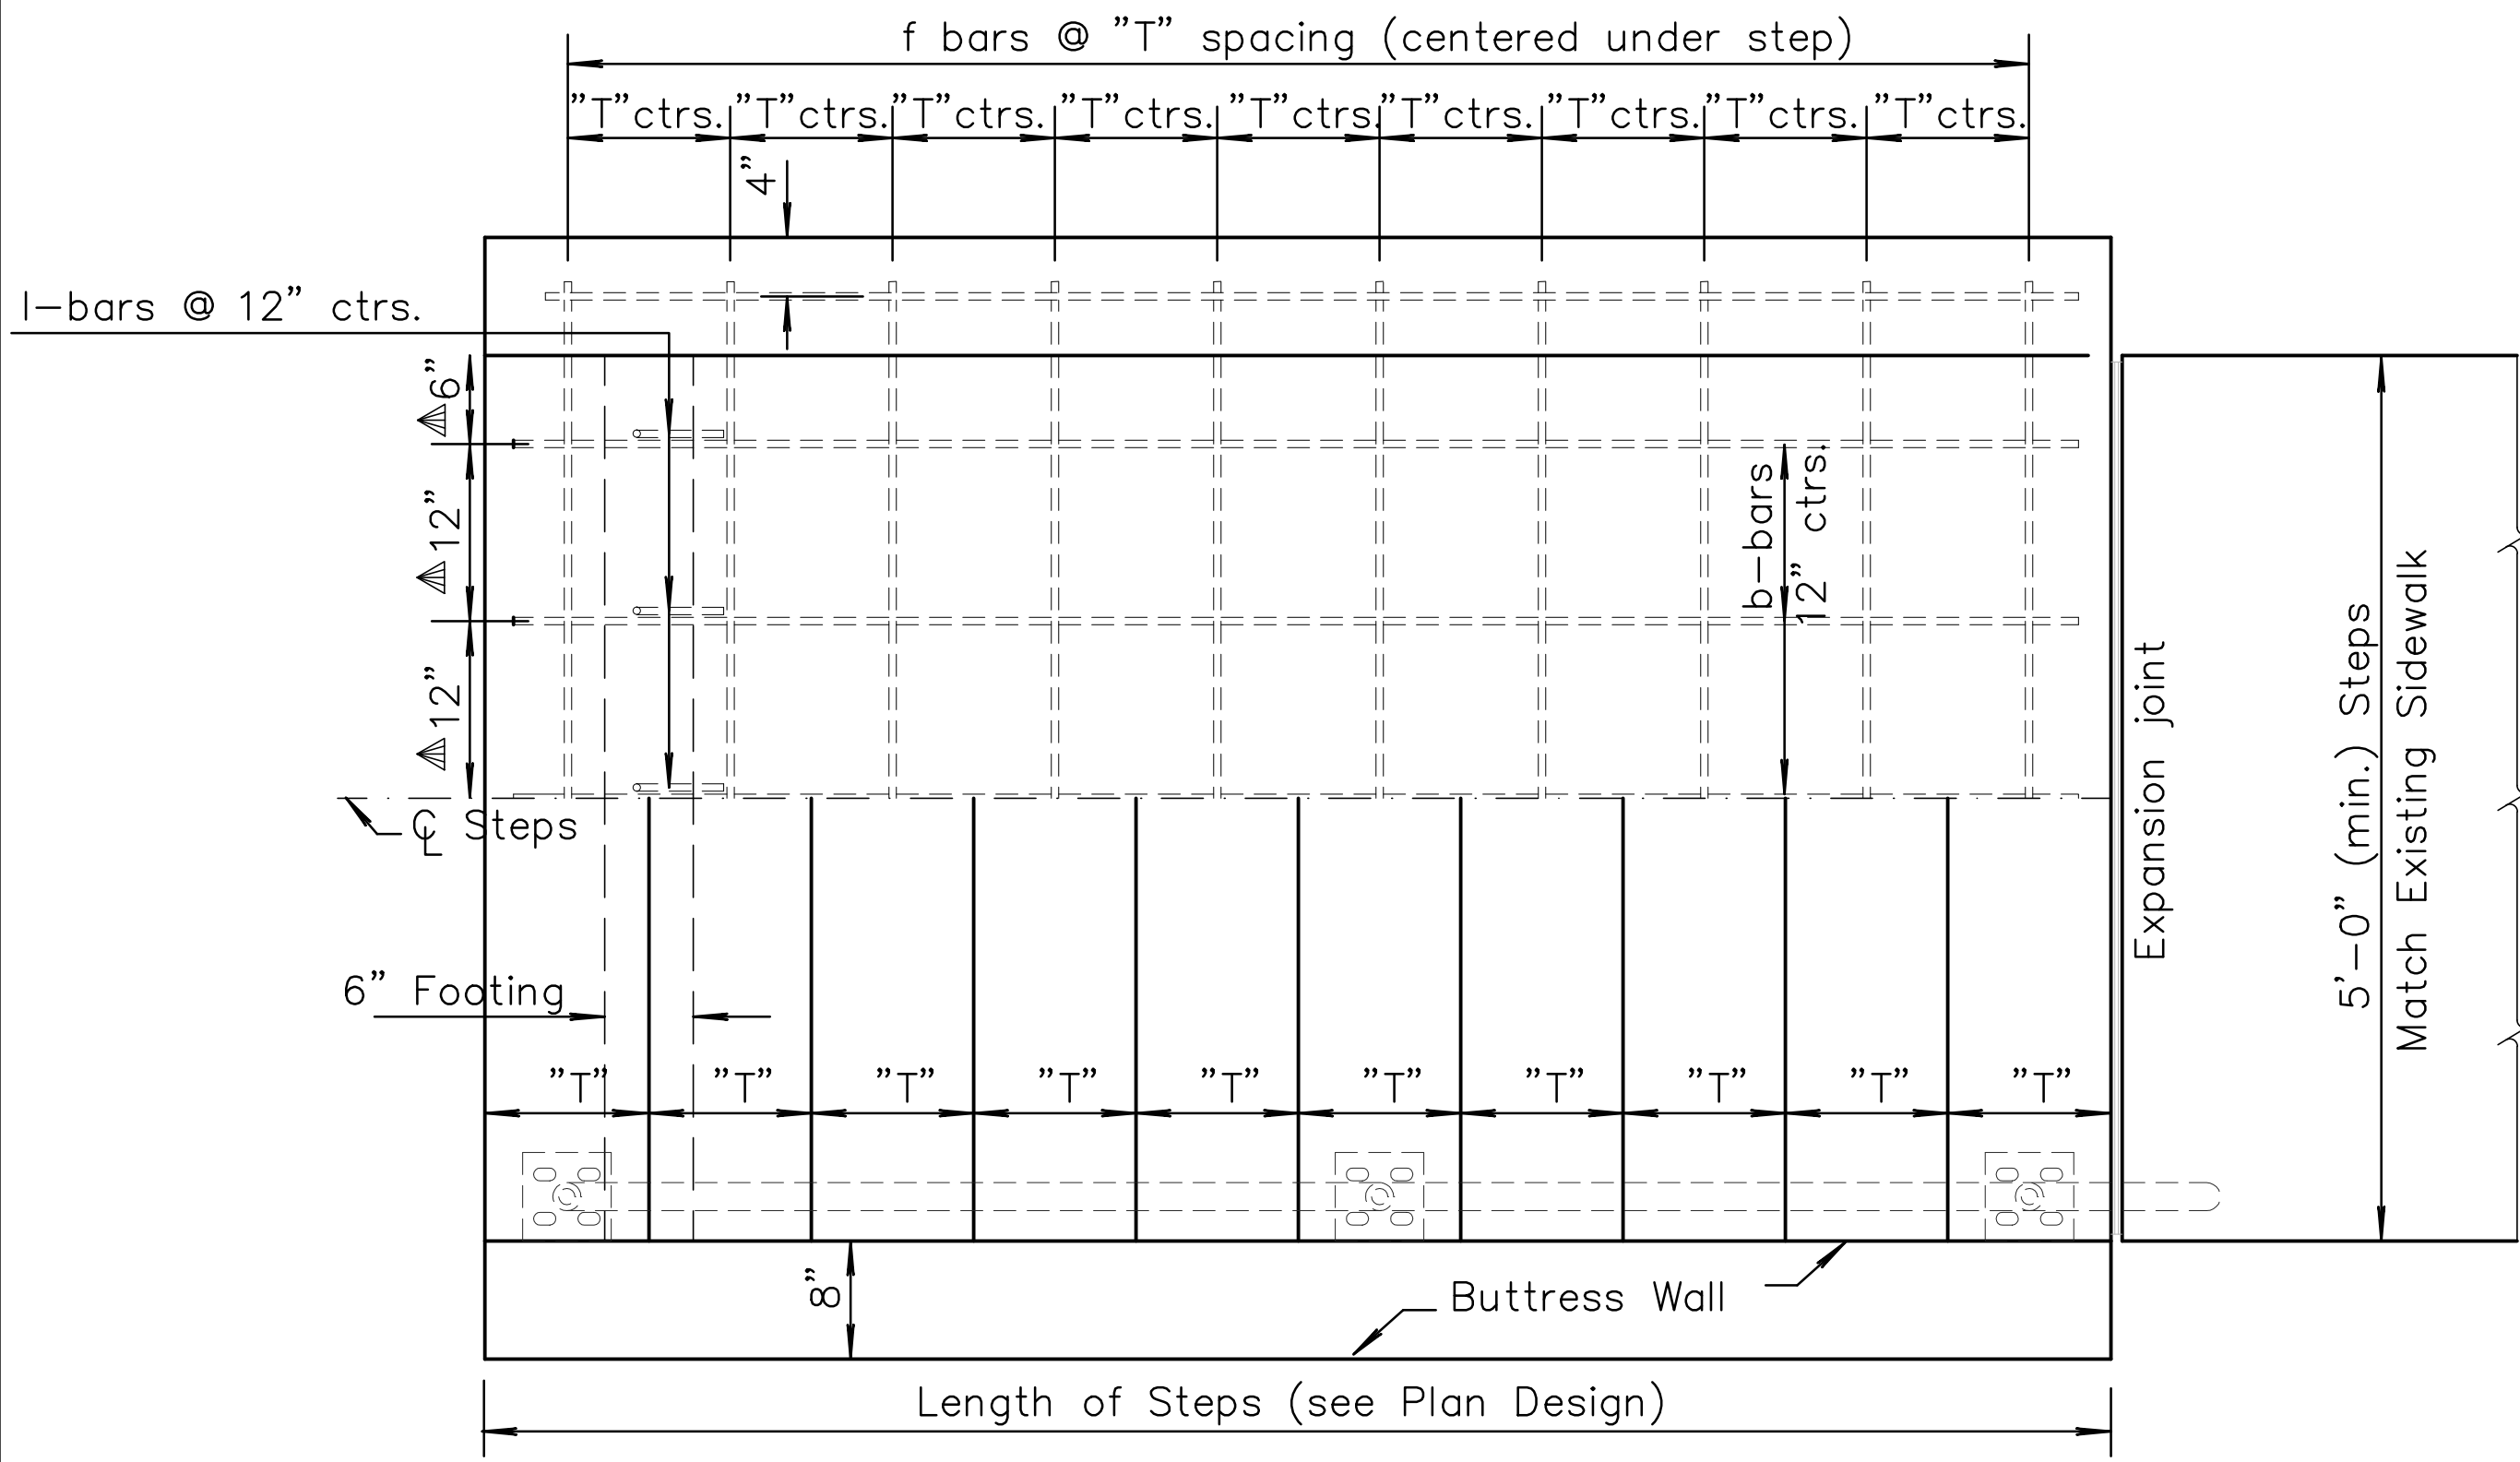 f bars @ "T" spacing (centered under step)
"T"ctrs. "T"ctrs. "T"ctrs. "T"ctrs. "T"ctrs. "T"ctrs. "T"ctrs. "T"ctrs. "T"ctrs.
4"
l-bars @ 12" ctrs.
6"
12"
12"
b-bars
12" ctrs.
℄ Steps
6" Footing
"T" "T" "T" "T" "T" "T" "T" "T" "T" "T"
Expansion joint
5'-0" (min.) Steps
Match Existing Sidewalk
8"
Buttress Wall
Length of Steps (see Plan Design)